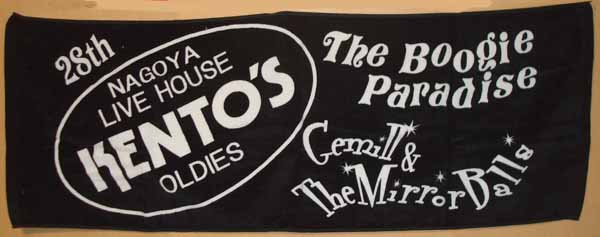 28th
NAGOYA
LIVE HOUSE
KENTO'S
OLDIES
The Boogie
Paradise
Gemill &
The Mirror Balls